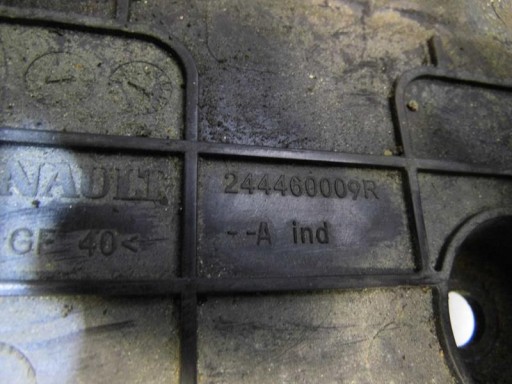 NAULT
244460009R
GF 40<
--A ind